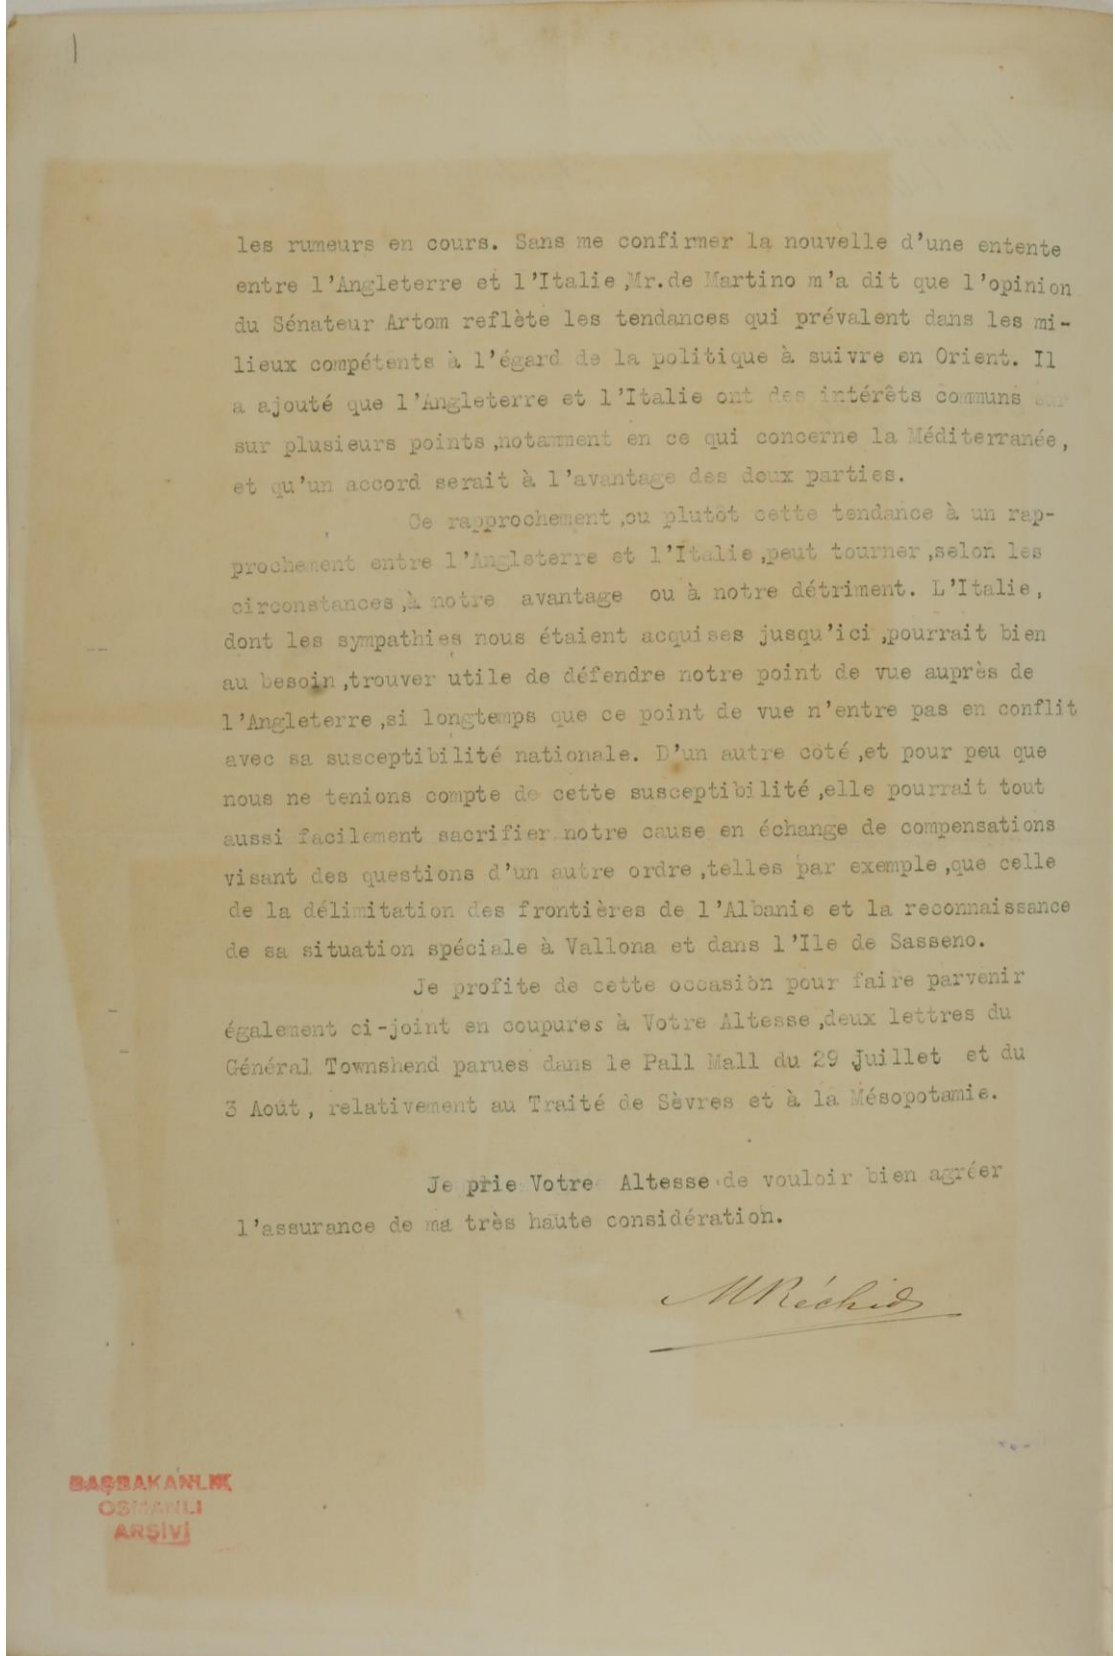 les rumeurs en cours. Sans me confirmer la nouvelle d'une entente
entre l'Angleterre et l'Italie,Mr.de Martino m'a dit que l'opinion
du Sénateur Artom reflète les tendances qui prévalent dans les mi-
lieux compétents à l'égard de la politique à suivre en Orient. Il
a ajouté que l'Angleterre et l'Italie ont des intérêts communs sur
sur plusieurs points,notamment en ce qui concerne la Méditerranée,
et qu'un accord serait à l'avantage des deux parties.
Ce rapprochement,ou plutôt cette tendance à un rap-
prochement entre l'Angleterre et l'Italie,peut tourner,selon les
circonstances,à notre avantage ou à notre détriment. L'Italie,
dont les sympathies nous étaient acquises jusqu'ici,pourrait bien
au besoin,trouver utile de défendre notre point de vue auprès de
l'Angleterre,si longtemps que ce point de vue n'entre pas en conflit
avec sa susceptibilité nationale. D'un autre côté,et pour peu que
nous ne tenions compte de cette susceptibilité,elle pourrait tout
aussi facilement sacrifier notre cause en échange de compensations
visant des questions d'un autre ordre,telles par exemple,que celle
de la délimitation des frontières de l'Albanie et la reconnaissance
de sa situation spéciale à Vallona et dans l'Ile de Sasseno.
Je profite de cette occasion pour faire parvenir
également ci-joint en coupures à Votre Altesse,deux lettres du
Général Townshend parues dans le Pall Mall du 29 Juillet et du
3 Août, relativement au Traité de Sèvres et à la Mésopotamie.
Je prie Votre Altesse de vouloir bien agréer
l'assurance de ma très haute considération.
M Réchid
BAŞBAKANLIK
OSMANLI
ARŞİVİ